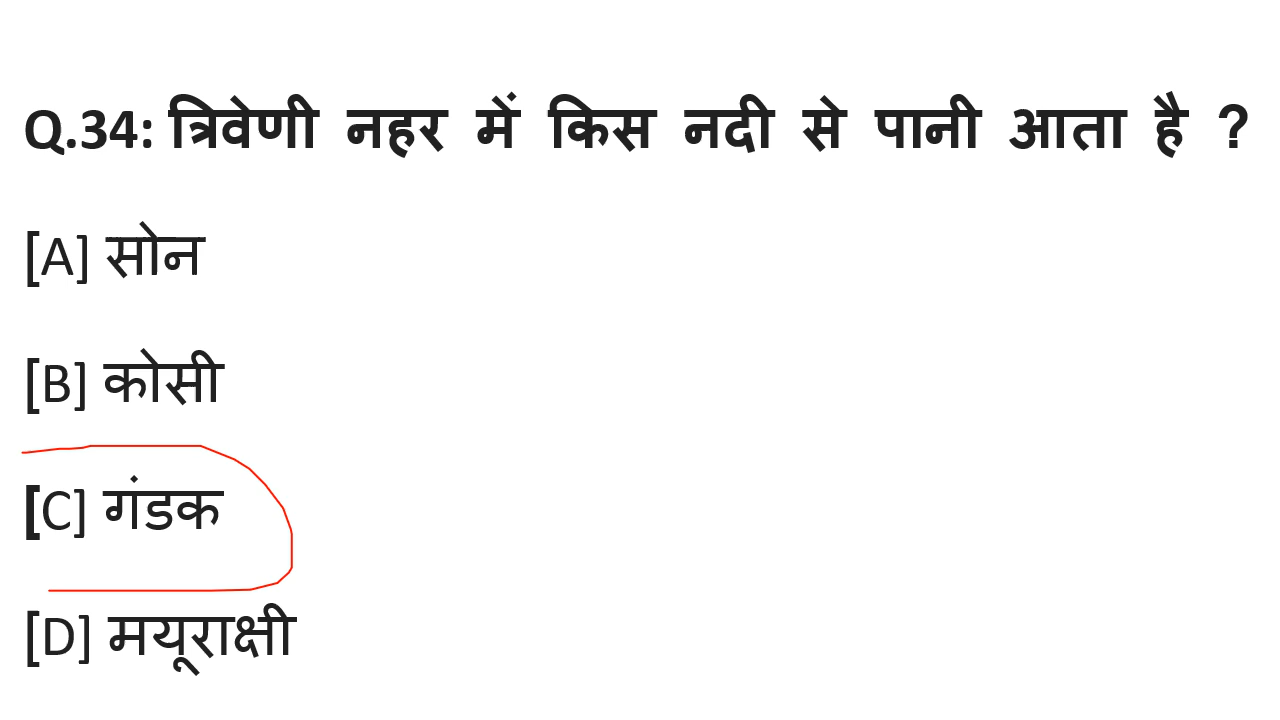 Q.34: त्रिवेणी नहर में किस नदी से पानी आता है ?
[A] सोन
[B] कोसी
[C] गंडक
[D] मयूराक्षी